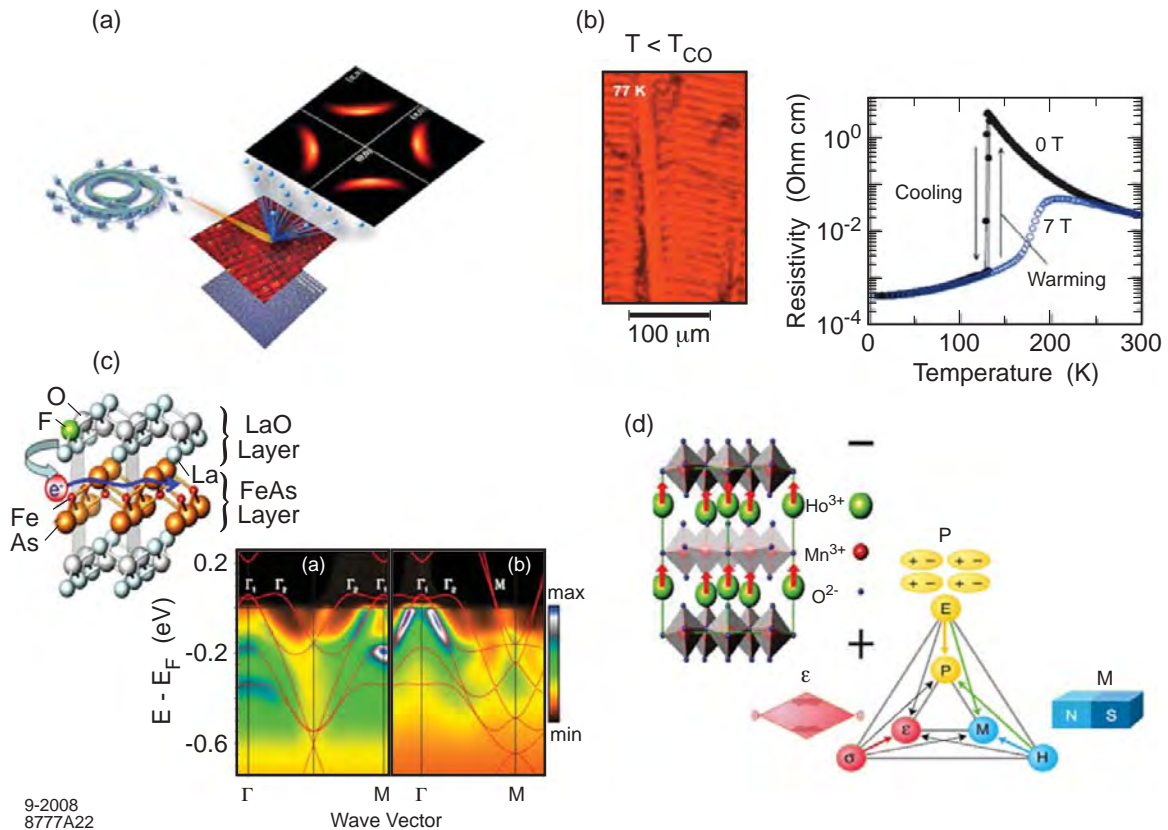 (a)
(b)
T < T_CO
77 K
100 μm
Resistivity (Ohm cm)
10^0
10^-2
10^-4
0 T
7 T
Cooling
Warming
0
100
200
300
Temperature (K)
(c)
O
F
LaO
Layer
La
e-
FeAs
Layer
Fe
As
E - E_F (eV)
0.2
-0.2
-0.6
(a)
(b)
Γ1 Γ2 Γ2 Γ1 Γ1 Γ2 M
max
min
Γ M Γ M
Wave Vector
9-2008
8777A22
(d)
−
Ho3+
Mn3+
O2-
+
P
+ − + −
+ − + −
E
P
ε
M
N S
ε
M
σ
H